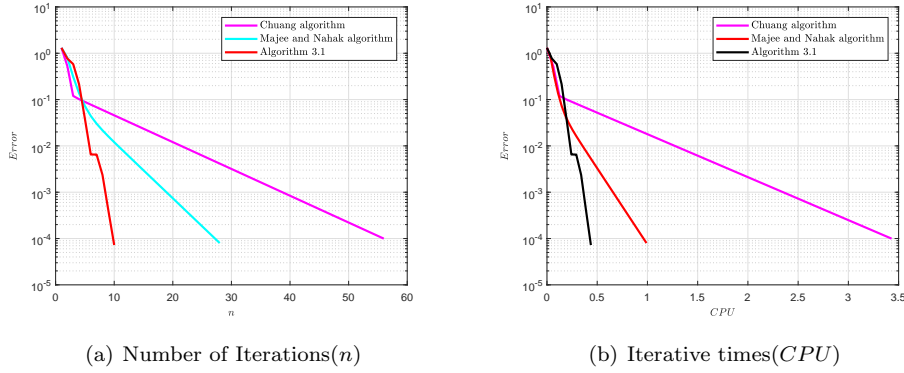 10^1
10^0
10^-1
10^-2
10^-3
10^-4
10^-5
Error
Chuang algorithm
Majee and Nahak algorithm
Algorithm 3.1
0 10 20 30 40 50 60
n
(a) Number of Iterations(n)
10^1
10^0
10^-1
10^-2
10^-3
10^-4
10^-5
Error
Chuang algorithm
Majee and Nahak algorithm
Algorithm 3.1
0 0.5 1 1.5 2 2.5 3 3.5
CPU
(b) Iterative times(CPU)